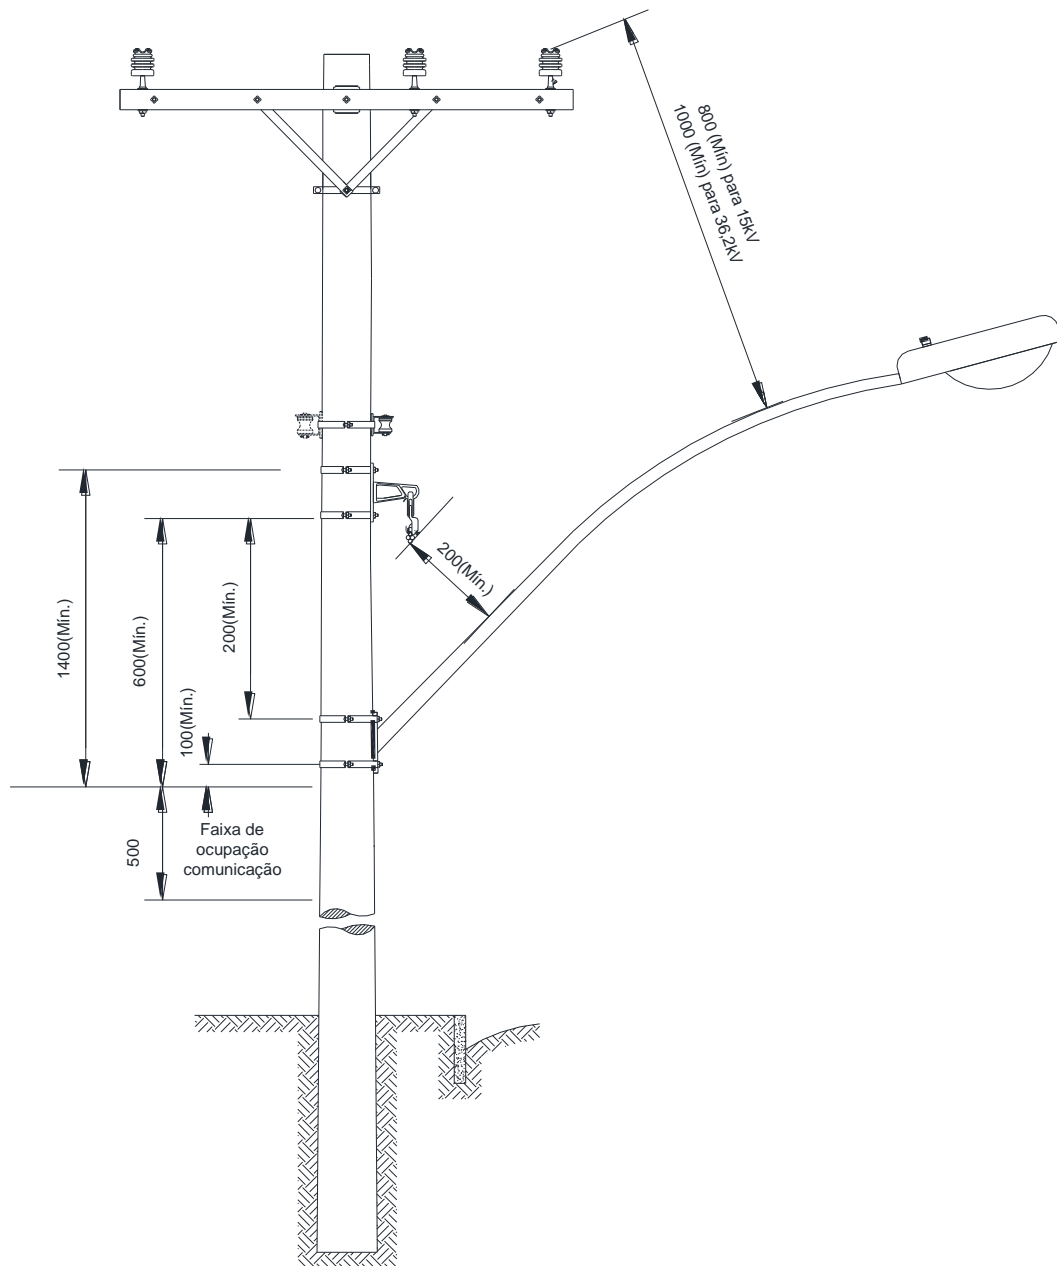 800 (Mín) para 15kV
1000 (Mín) para 36,2kV
200(Mín.)
1400(Mín.)
600(Mín.)
200(Mín.)
100(Mín.)
500
Faixa de
ocupação
comunicação